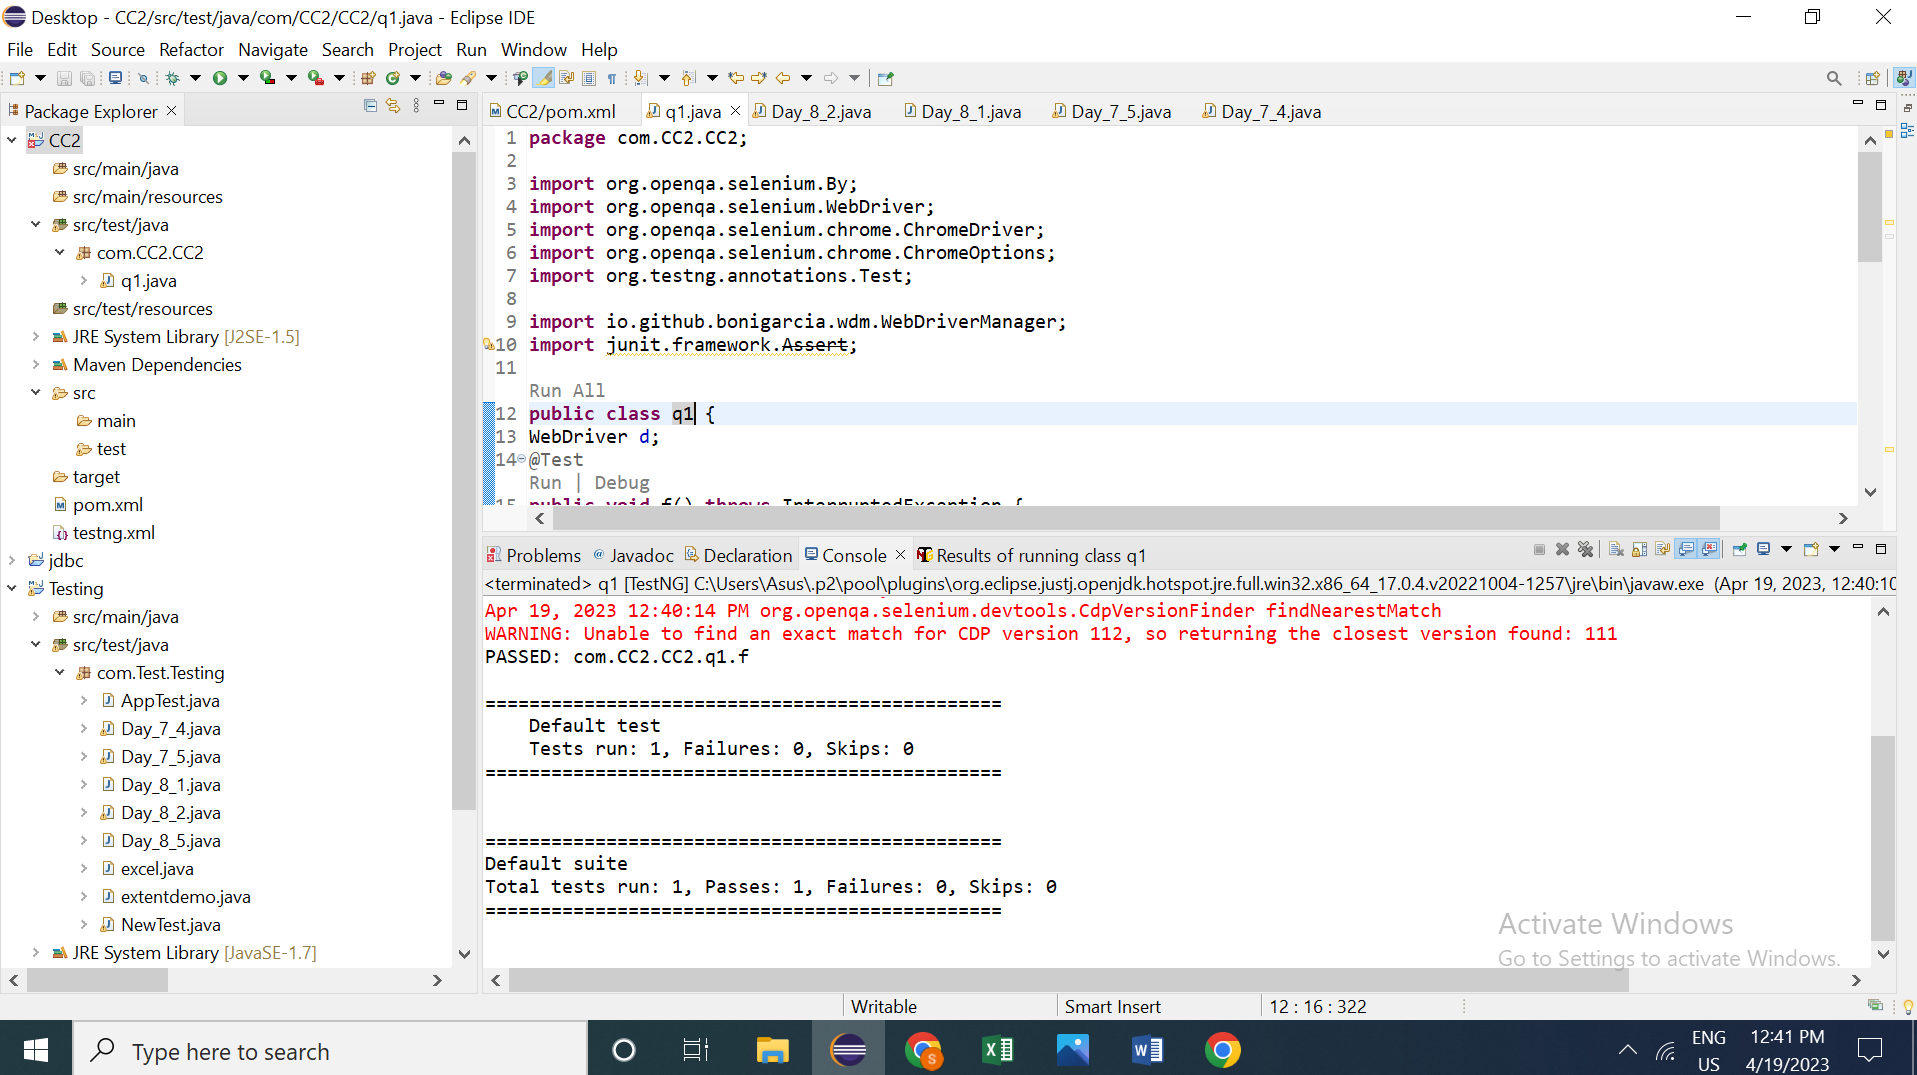 Desktop - CC2/src/test/java/com/CC2/CC2/q1.java - Eclipse IDE
File Edit Source Refactor Navigate Search Project Run Window Help
Package Explorer
CC2
src/main/java
src/main/resources
src/test/java
com.CC2.CC2
q1.java
src/test/resources
JRE System Library [J2SE-1.5]
Maven Dependencies
src
main
test
target
pom.xml
testng.xml
jdbc
Testing
src/main/java
src/test/java
com.Test.Testing
AppTest.java
Day_7_4.java
Day_7_5.java
Day_8_1.java
Day_8_2.java
Day_8_5.java
excel.java
extentdemo.java
NewTest.java
JRE System Library [JavaSE-1.7]
CC2/pom.xml q1.java Day_8_2.java Day_8_1.java Day_7_5.java Day_7_4.java
1 package com.CC2.CC2;
2
3 import org.openqa.selenium.By;
4 import org.openqa.selenium.WebDriver;
5 import org.openqa.selenium.chrome.ChromeDriver;
6 import org.openqa.selenium.chrome.ChromeOptions;
7 import org.testng.annotations.Test;
8
9 import io.github.bonigarcia.wdm.WebDriverManager;
10 import junit.framework.Assert;
11
Run All
12 public class q1 {
13 WebDriver d;
14 @Test
Run | Debug
15 public void f() throws InterruptedException {
Problems Javadoc Declaration Console Results of running class q1
<terminated> q1 [TestNG] C:\Users\Asus\.p2\pool\plugins\org.eclipse.justj.openjdk.hotspot.jre.full.win32.x86_64_17.0.4.v20221004-1257\jre\bin\javaw.exe (Apr 19, 2023, 12:40:10
Apr 19, 2023 12:40:14 PM org.openqa.selenium.devtools.CdpVersionFinder findNearestMatch
WARNING: Unable to find an exact match for CDP version 112, so returning the closest version found: 111
PASSED: com.CC2.CC2.q1.f
===============================================
Default test
Tests run: 1, Failures: 0, Skips: 0
===============================================
===============================================
Default suite
Total tests run: 1, Passes: 1, Failures: 0, Skips: 0
===============================================
Activate Windows
Go to Settings to activate Windows.
Writable Smart Insert 12 : 16 : 322
Type here to search
ENG
US
12:41 PM
4/19/2023